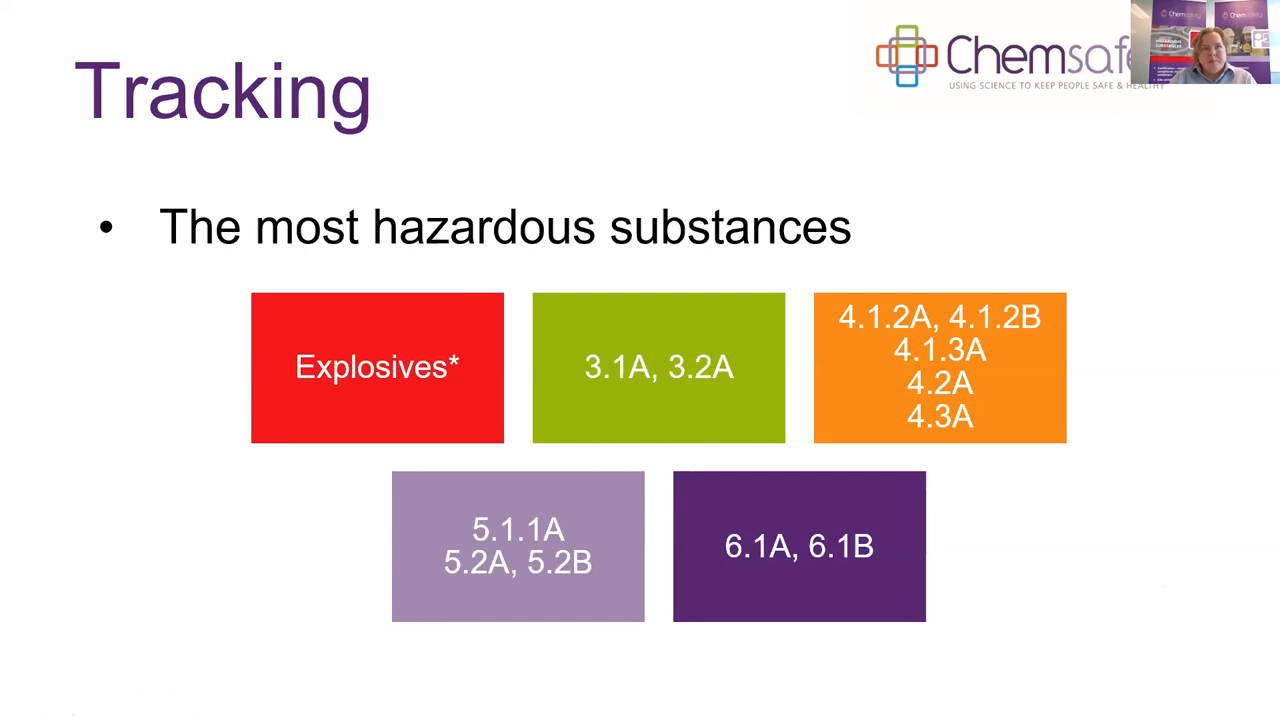 Tracking
Chemsafe
USING SCIENCE TO KEEP PEOPLE SAFE & HEALTHY
• The most hazardous substances
Explosives*
3.1A, 3.2A
4.1.2A, 4.1.2B
4.1.3A
4.2A
4.3A
5.1.1A
5.2A, 5.2B
6.1A, 6.1B